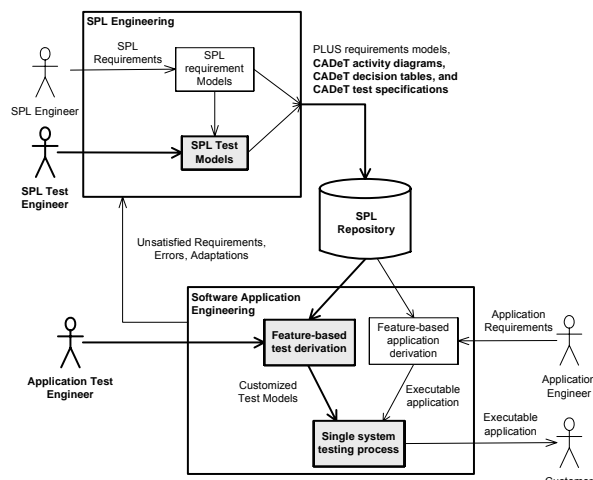 SPL Engineering
SPL
Requirements
SPL
requirement
Models
PLUS requirements models,
CADeT activity diagrams,
CADeT decision tables, and
CADeT test specifications
SPL Engineer
SPL Test
Models
SPL Test
Engineer
SPL
Repository
Unsatisfied Requirements,
Errors, Adaptations
Software Application
Engineering
Feature-based
test derivation
Feature-based
application
derivation
Application
Requirements
Application Test
Engineer
Application
Engineer
Customized
Test Models
Executable
application
Executable
application
Single system
testing process
Customer